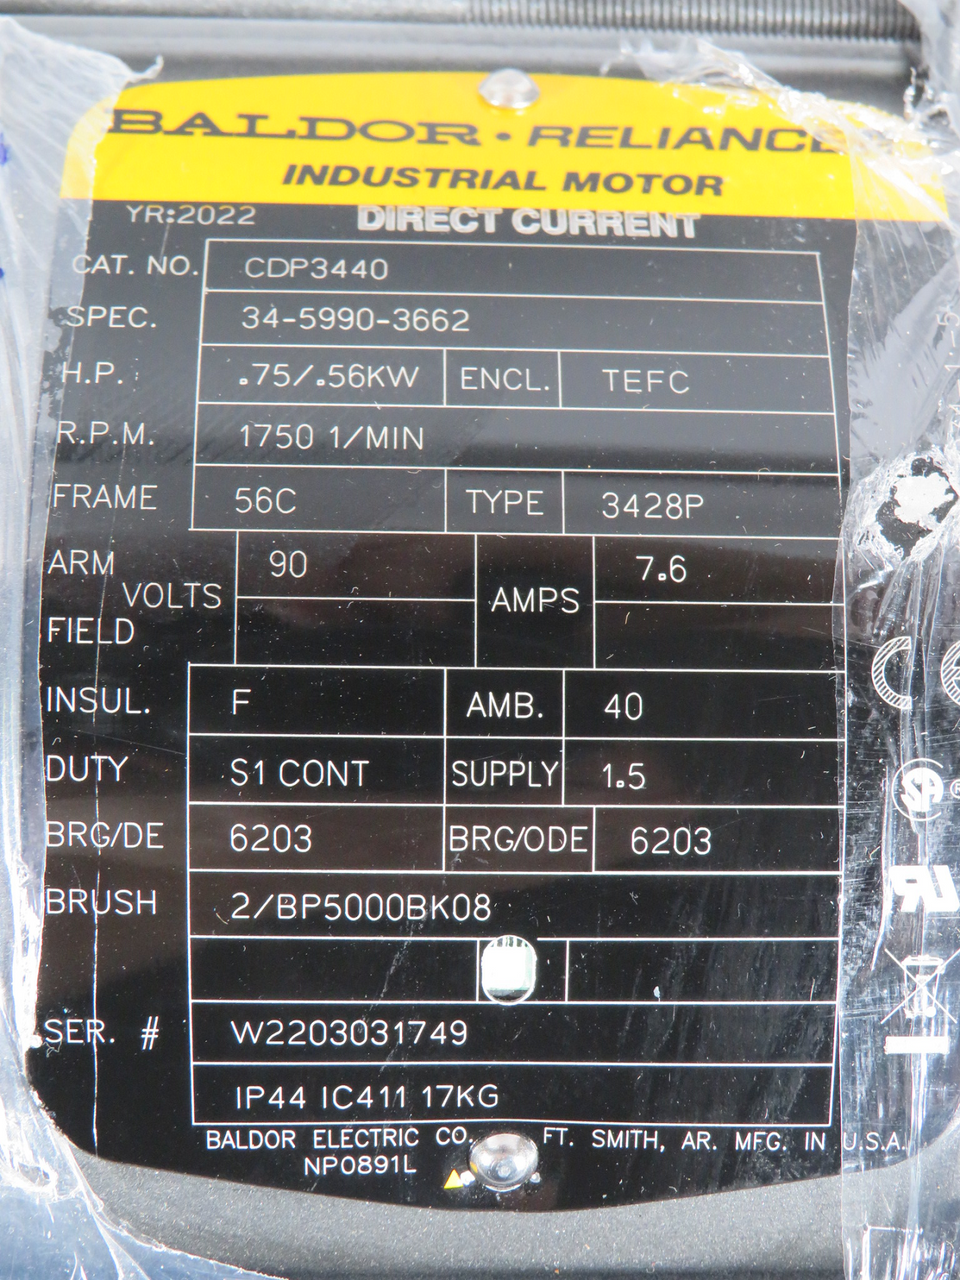 BALDOR • RELIANCE
INDUSTRIAL MOTOR
YR:2022 DIRECT CURRENT
CAT. NO. CDP3440
SPEC. 34-5990-3662
H.P. .75/.56KW ENCL. TEFC
R.P.M. 1750 1/MIN
FRAME 56C TYPE 3428P
ARM 90 7.6
VOLTS AMPS
FIELD
INSUL. F AMB. 40
DUTY S1 CONT SUPPLY 1.5
BRG/DE 6203 BRG/ODE 6203
BRUSH 2/BP5000BK08
SER. # W2203031749
IP44 IC411 17KG
BALDOR ELECTRIC CO. FT. SMITH, AR. MFG. IN U.S.A.
NP0891L